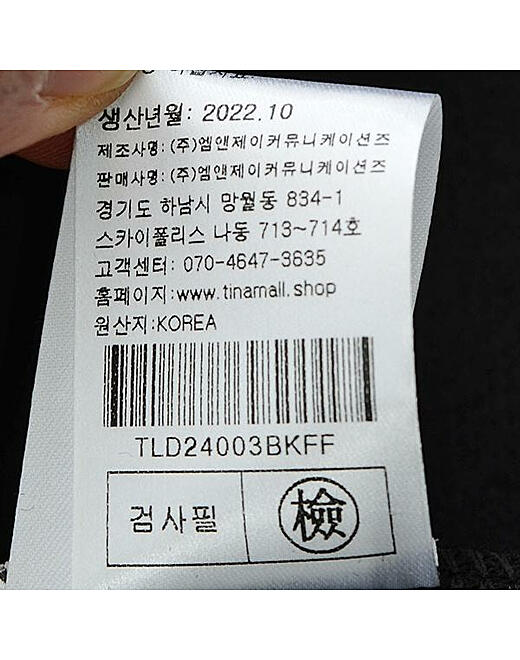 생산년월: 2022.10
제조사명: (주)엠앤제이커뮤니케이션즈
판매사명: (주)엠앤제이커뮤니케이션즈
경기도 하남시 망월동 834-1
스카이폴리스 나동 713~714호
고객센터: 070-4647-3635
홈페이지:www.tinamall.shop
원산지:KOREA
TLD24003BKFF
검사필 檢